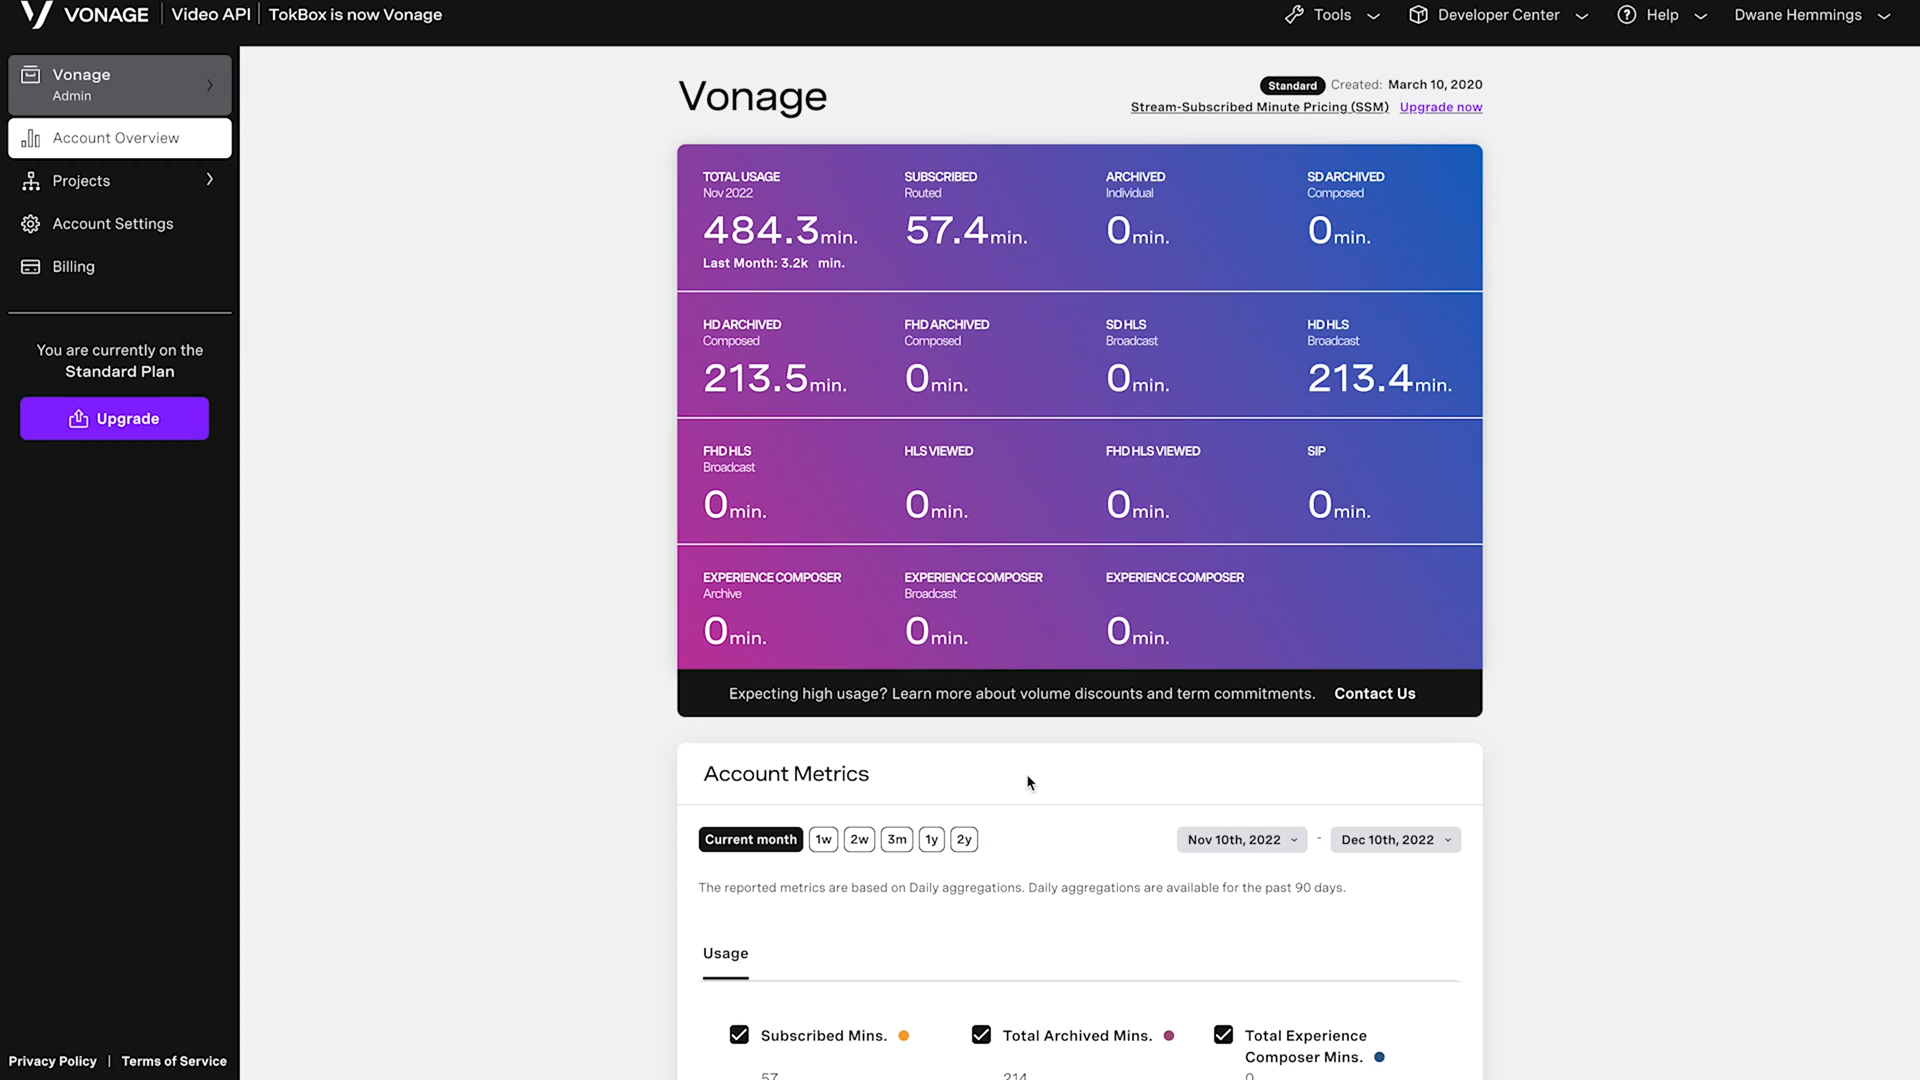 VONAGE | Video API | TokBox is now Vonage
Tools
Developer Center
Help
Dwane Hemmings
Vonage
Admin
Account Overview
Projects
Account Settings
Billing
You are currently on the
Standard Plan
Upgrade
Privacy Policy | Terms of Service
Vonage
Standard Created: March 10, 2020
Stream-Subscribed Minute Pricing (SSM) Upgrade now
TOTAL USAGE
Nov 2022
484.3min.
Last Month: 3.2k min.
SUBSCRIBED
Routed
57.4min.
ARCHIVED
Individual
0min.
SD ARCHIVED
Composed
0min.
HD ARCHIVED
Composed
213.5min.
FHD ARCHIVED
Composed
0min.
SD HLS
Broadcast
0min.
HD HLS
Broadcast
213.4min.
FHD HLS
Broadcast
0min.
HLS VIEWED
0min.
FHD HLS VIEWED
0min.
SIP
0min.
EXPERIENCE COMPOSER
Archive
0min.
EXPERIENCE COMPOSER
Broadcast
0min.
EXPERIENCE COMPOSER
0min.
Expecting high usage? Learn more about volume discounts and term commitments. Contact Us
Account Metrics
Current month 1w 2w 3m 1y 2y
Nov 10th, 2022 - Dec 10th, 2022
The reported metrics are based on Daily aggregations. Daily aggregations are available for the past 90 days.
Usage
Subscribed Mins.
57
Total Archived Mins.
214
Total Experience
Composer Mins.
0